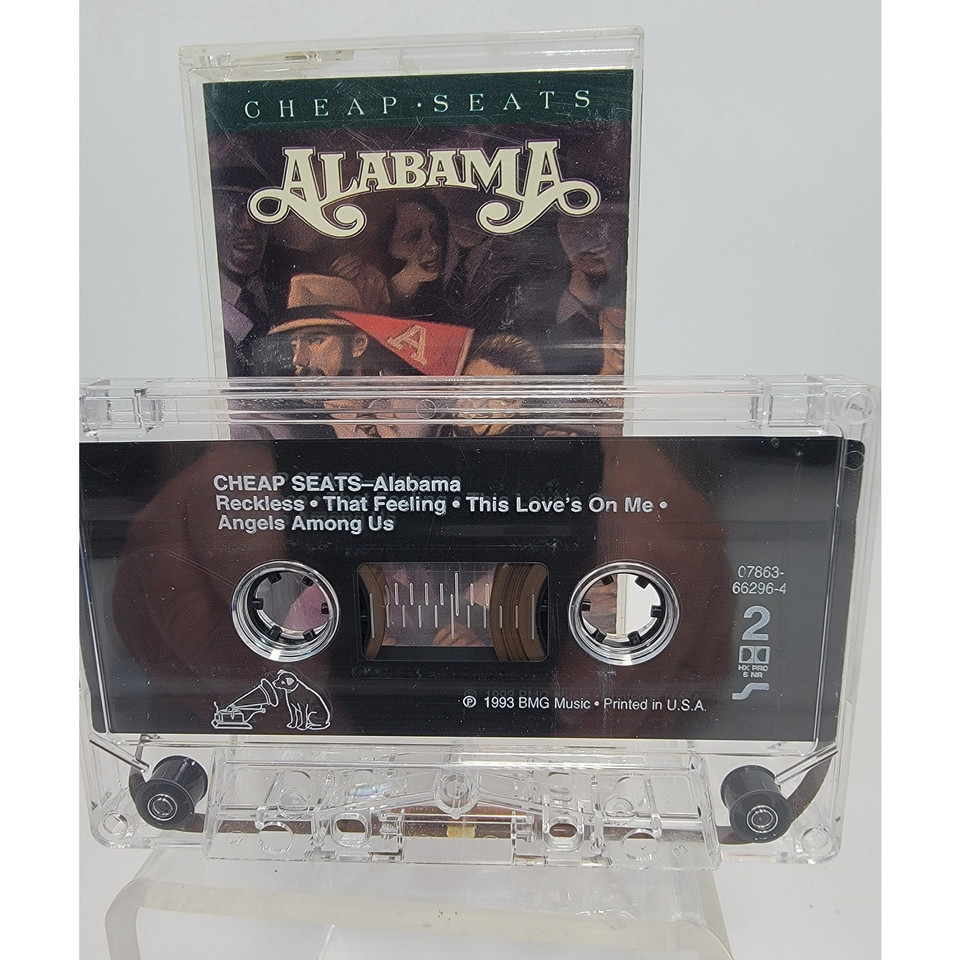 CHEAP • SEATS
ALABAMA
A
CHEAP SEATS–Alabama
Reckless • That Feeling • This Love's On Me •
Angels Among Us
07863-
66296-4
2
HX PRO
S NR
℗ 1993 BMG Music • Printed in U.S.A.